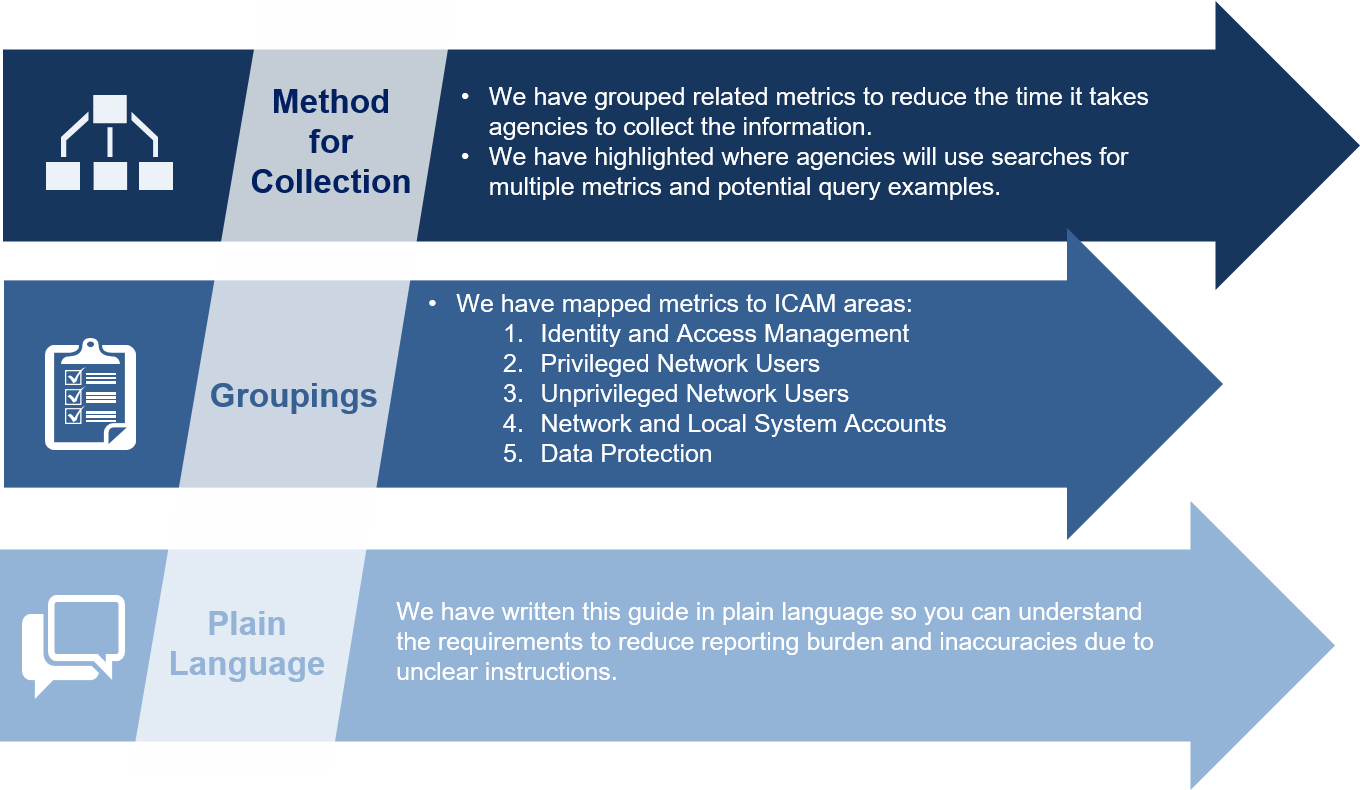 Method
for
Collection
• We have grouped related metrics to reduce the time it takes
agencies to collect the information.
• We have highlighted where agencies will use searches for
multiple metrics and potential query examples.
Groupings
• We have mapped metrics to ICAM areas:
1. Identity and Access Management
2. Privileged Network Users
3. Unprivileged Network Users
4. Network and Local System Accounts
5. Data Protection
Plain
Language
We have written this guide in plain language so you can understand
the requirements to reduce reporting burden and inaccuracies due to
unclear instructions.